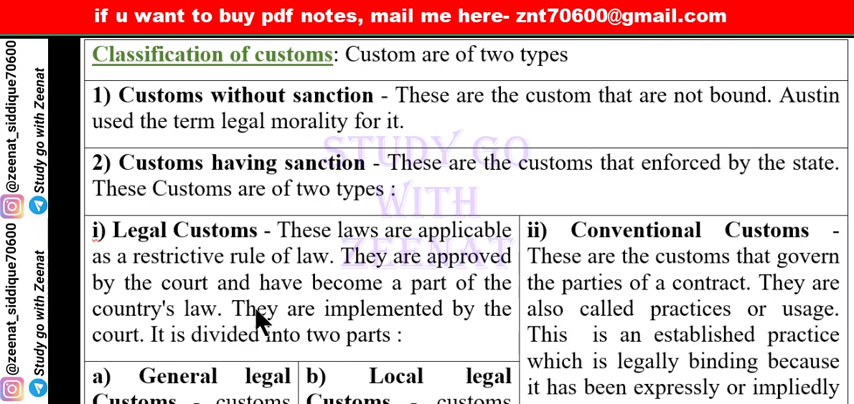 if u want to buy pdf notes, mail me here- znt70600@gmail.com
@zeenat_siddique70600
Study go with Zeenat
@zeenat_siddique70600
Study go with Zeenat
Classification of customs: Custom are of two types
1) Customs without sanction - These are the custom that are not bound. Austin
used the term legal morality for it.
2) Customs having sanction - These are the customs that enforced by the state.
These Customs are of two types :
i) Legal Customs - These laws are applicable
as a restrictive rule of law. They are approved
by the court and have become a part of the
country's law. They are implemented by the
court. It is divided into two parts :
a) General legal
Customs - customs
b) Local legal
Customs - customs
ii) Conventional Customs -
These are the customs that govern
the parties of a contract. They are
also called practices or usage.
This is an established practice
which is legally binding because
it has been expressly or impliedly
STUDY GO
WITH
ZEENAT